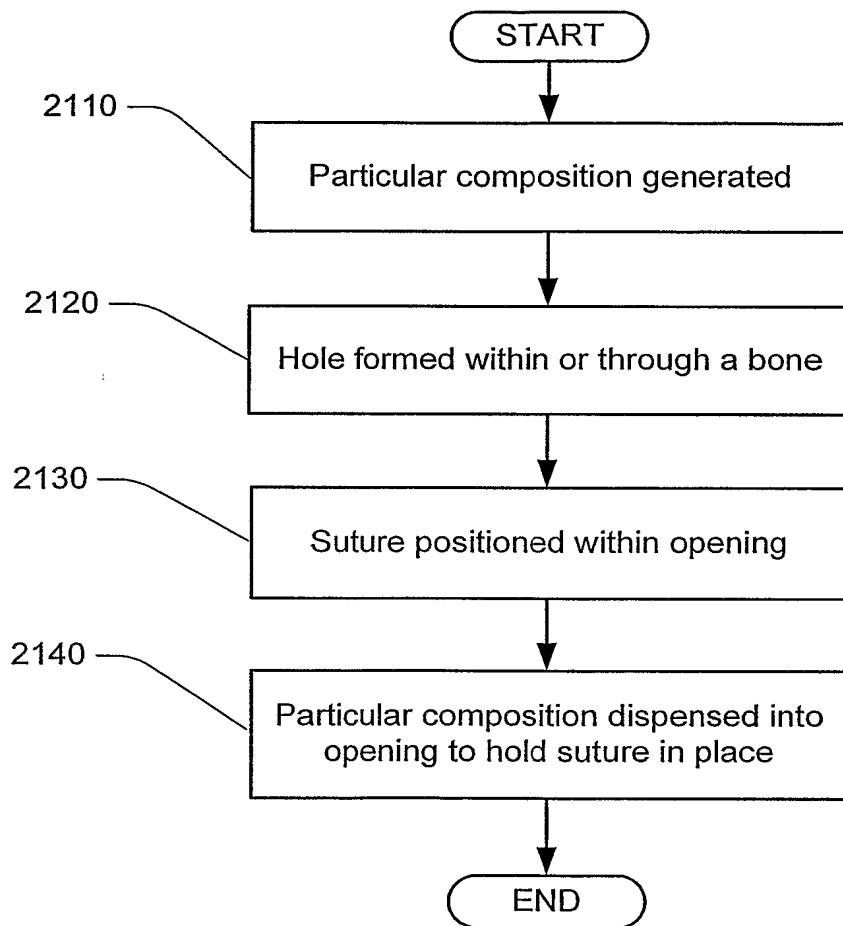 START
2110
Particular composition generated
2120
Hole formed within or through a bone
2130
Suture positioned within opening
2140
Particular composition dispensed into
opening to hold suture in place
END